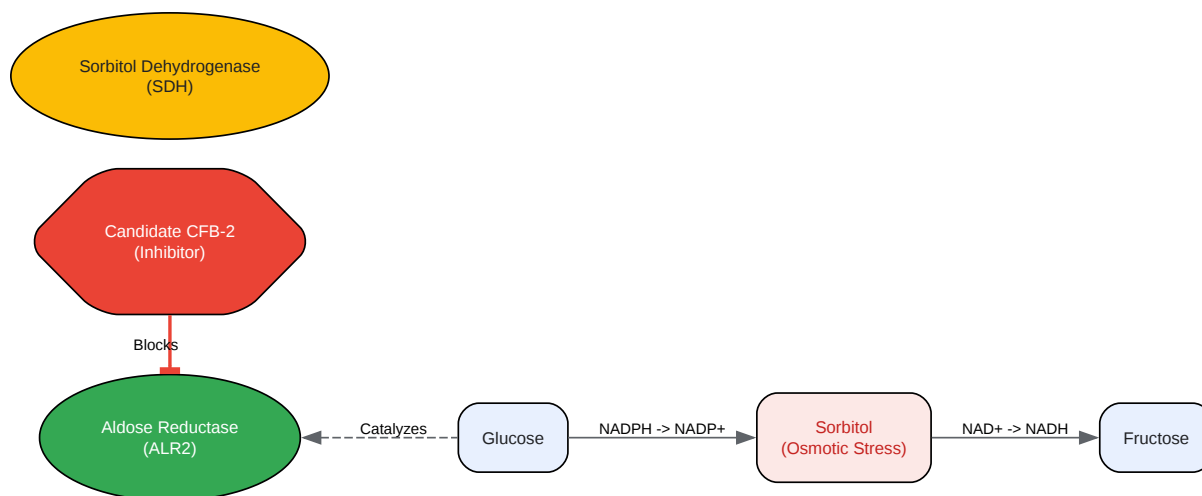 Sorbitol Dehydrogenase
(SDH)
Candidate CFB-2
(Inhibitor)
Blocks
Aldose Reductase
(ALR2)
Catalyzes
Glucose
NADPH -> NADP+
Sorbitol
(Osmotic Stress)
NAD+ -> NADH
Fructose